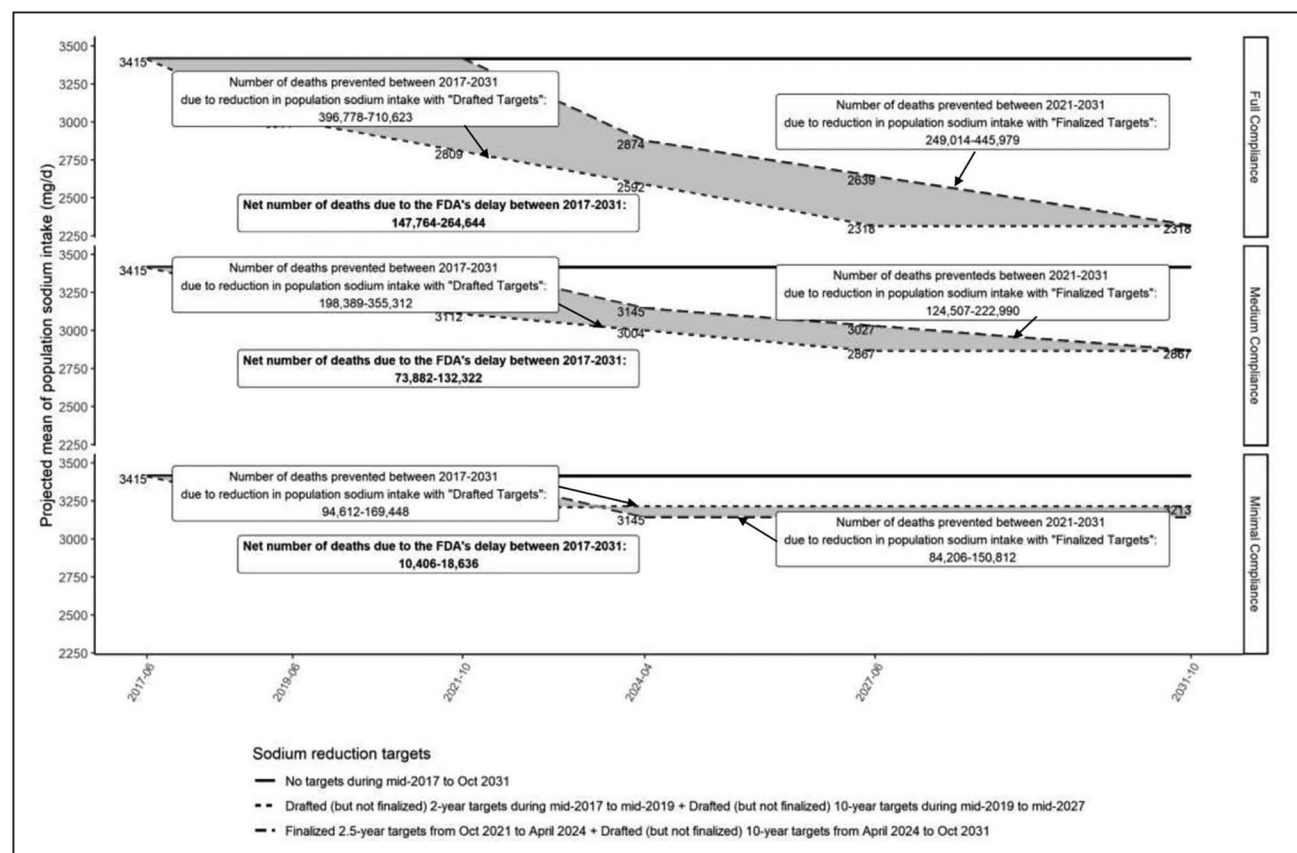 Projected mean of population sodium intake (mg/d)
3500
3250
3000
2750
2500
2250
3415
Number of deaths prevented between 2017-2031
due to reduction in population sodium intake with "Drafted Targets":
396,778-710,623
Number of deaths prevented between 2021-2031
due to reduction in population sodium intake with "Finalized Targets":
249,014-445,979
2809
2874
2592
2639
2318
2318
Net number of deaths due to the FDA's delay between 2017-2031:
147,764-264,644
Full Compliance
3500
3250
3000
2750
2500
2250
3415
Number of deaths prevented between 2017-2031
due to reduction in population sodium intake with "Drafted Targets":
198,389-355,312
Number of deaths preventeds between 2021-2031
due to reduction in population sodium intake with "Finalized Targets":
124,507-222,990
3112
3145
3004
3027
2867
2867
Net number of deaths due to the FDA's delay between 2017-2031:
73,882-132,322
Medium Compliance
3500
3250
3000
2750
2500
2250
3415
Number of deaths prevented between 2017-2031
due to reduction in population sodium intake with "Drafted Targets":
94,612-169,448
3145
3213
Number of deaths prevented between 2021-2031
due to reduction in population sodium intake with "Finalized Targets":
84,206-150,812
Net number of deaths due to the FDA's delay between 2017-2031:
10,406-18,636
Minimal Compliance
2017-06
2019-06
2021-10
2024-04
2027-06
2031-10
Sodium reduction targets
No targets during mid-2017 to Oct 2031
Drafted (but not finalized) 2-year targets during mid-2017 to mid-2019 + Drafted (but not finalized) 10-year targets during mid-2019 to mid-2027
Finalized 2.5-year targets from Oct 2021 to April 2024 + Drafted (but not finalized) 10-year targets from April 2024 to Oct 2031